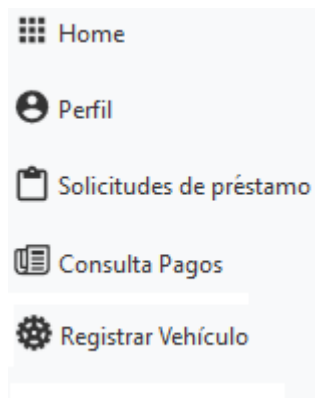 Home
Perfil
Solicitudes de préstamo
Consulta Pagos
Registrar Vehículo